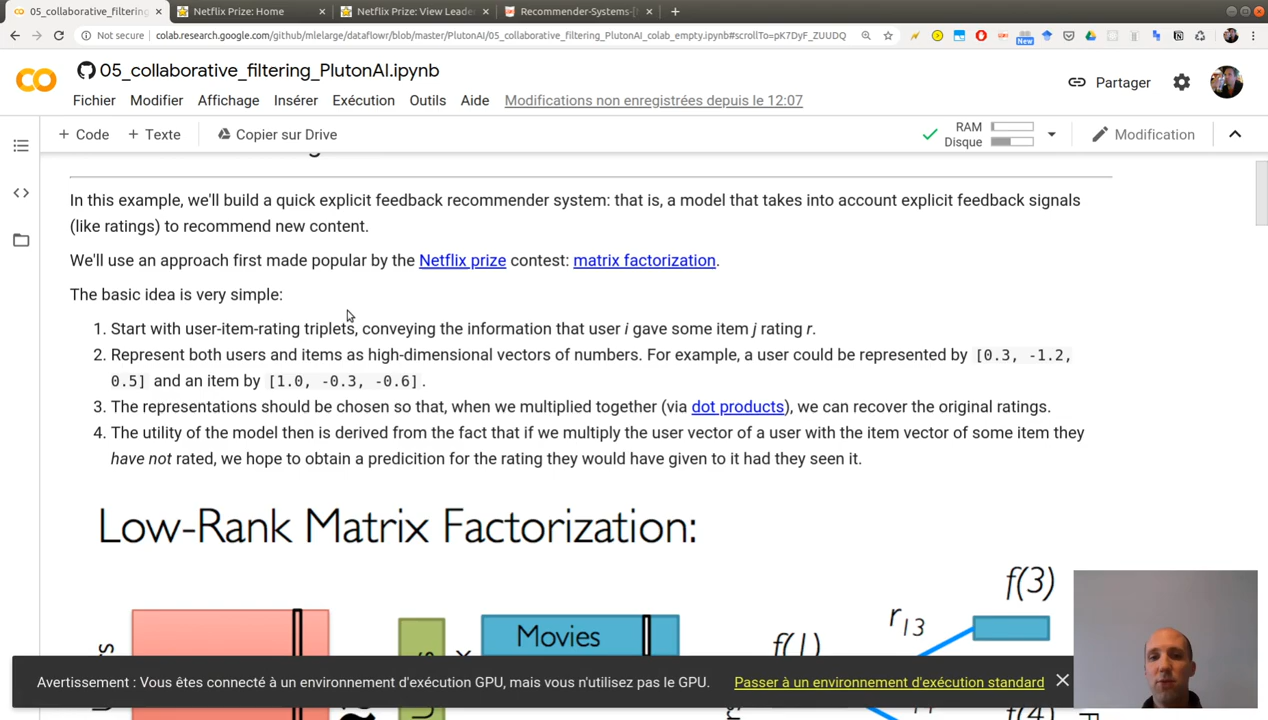 05_collaborative_filtering_
Netflix Prize: Home
Netflix Prize: View Leade
Recommender-Systems-[
Not secure
colab.research.google.com/github/mlelarge/dataflowr/blob/master/PlutonAI/05_collaborative_filtering_PlutonAI_colab_empty.ipynb#scrollTo=pK7DyF_ZUUDQ
New
05_collaborative_filtering_PlutonAI.ipynb
Partager
Fichier Modifier Affichage Insérer Exécution Outils Aide Modifications non enregistrées depuis le 12:07
+ Code + Texte Copier sur Drive
RAM
Disque
Modification
In this example, we'll build a quick explicit feedback recommender system: that is, a model that takes into account explicit feedback signals
(like ratings) to recommend new content.
We'll use an approach first made popular by the Netflix prize contest: matrix factorization.
The basic idea is very simple:
1. Start with user-item-rating triplets, conveying the information that user i gave some item j rating r.
2. Represent both users and items as high-dimensional vectors of numbers. For example, a user could be represented by [0.3, -1.2,
0.5] and an item by [1.0, -0.3, -0.6].
3. The representations should be chosen so that, when we multiplied together (via dot products), we can recover the original ratings.
4. The utility of the model then is derived from the fact that if we multiply the user vector of a user with the item vector of some item they
have not rated, we hope to obtain a predicition for the rating they would have given to it had they seen it.
Low-Rank Matrix Factorization:
f(3)
r13
Movies
x
f(1)
Avertissement : Vous êtes connecté à un environnement d'exécution GPU, mais vous n'utilisez pas le GPU. Passer à un environnement d'exécution standard
≈
f(4)